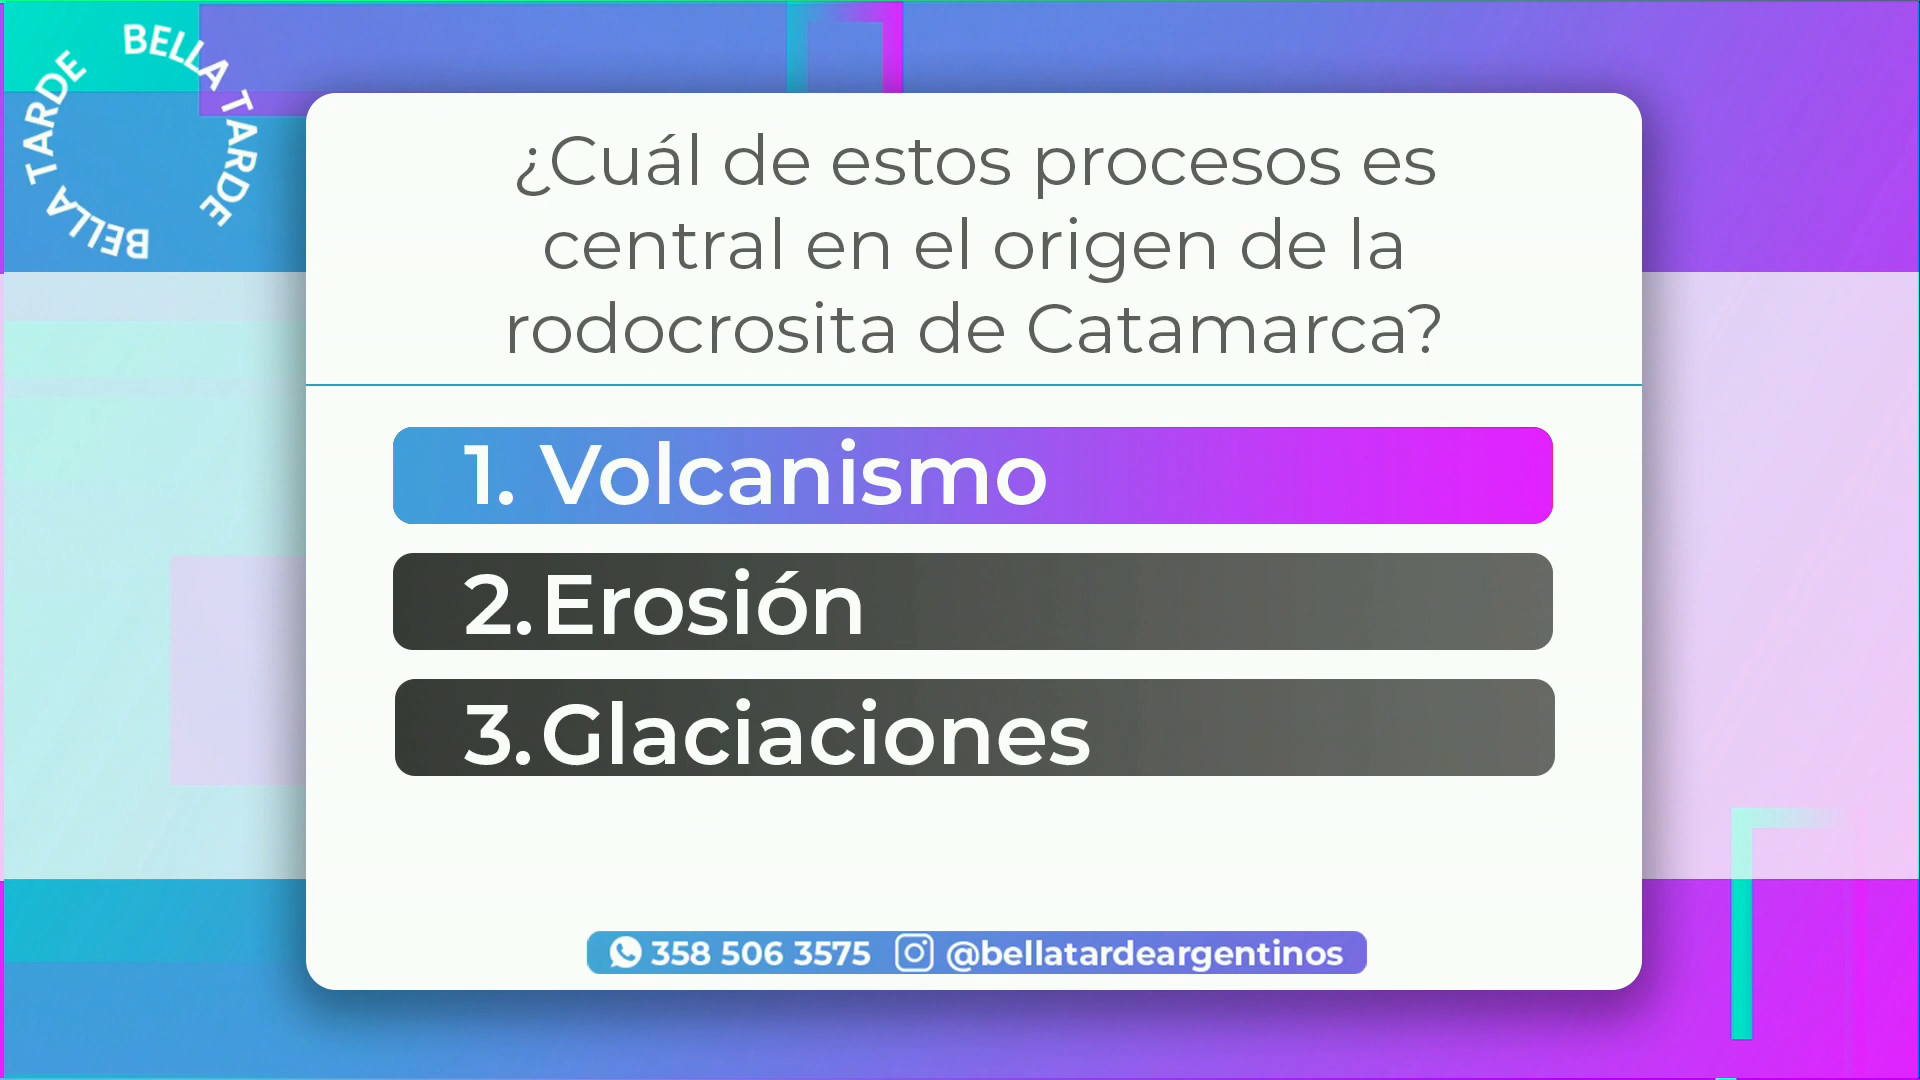 BELLA TARDE
BELLA TARDE
¿Cuál de estos procesos es
central en el origen de la
rodocrosita de Catamarca?
1. Volcanismo
2. Erosión
3. Glaciaciones
358 506 3575 @bellatardeargentinos